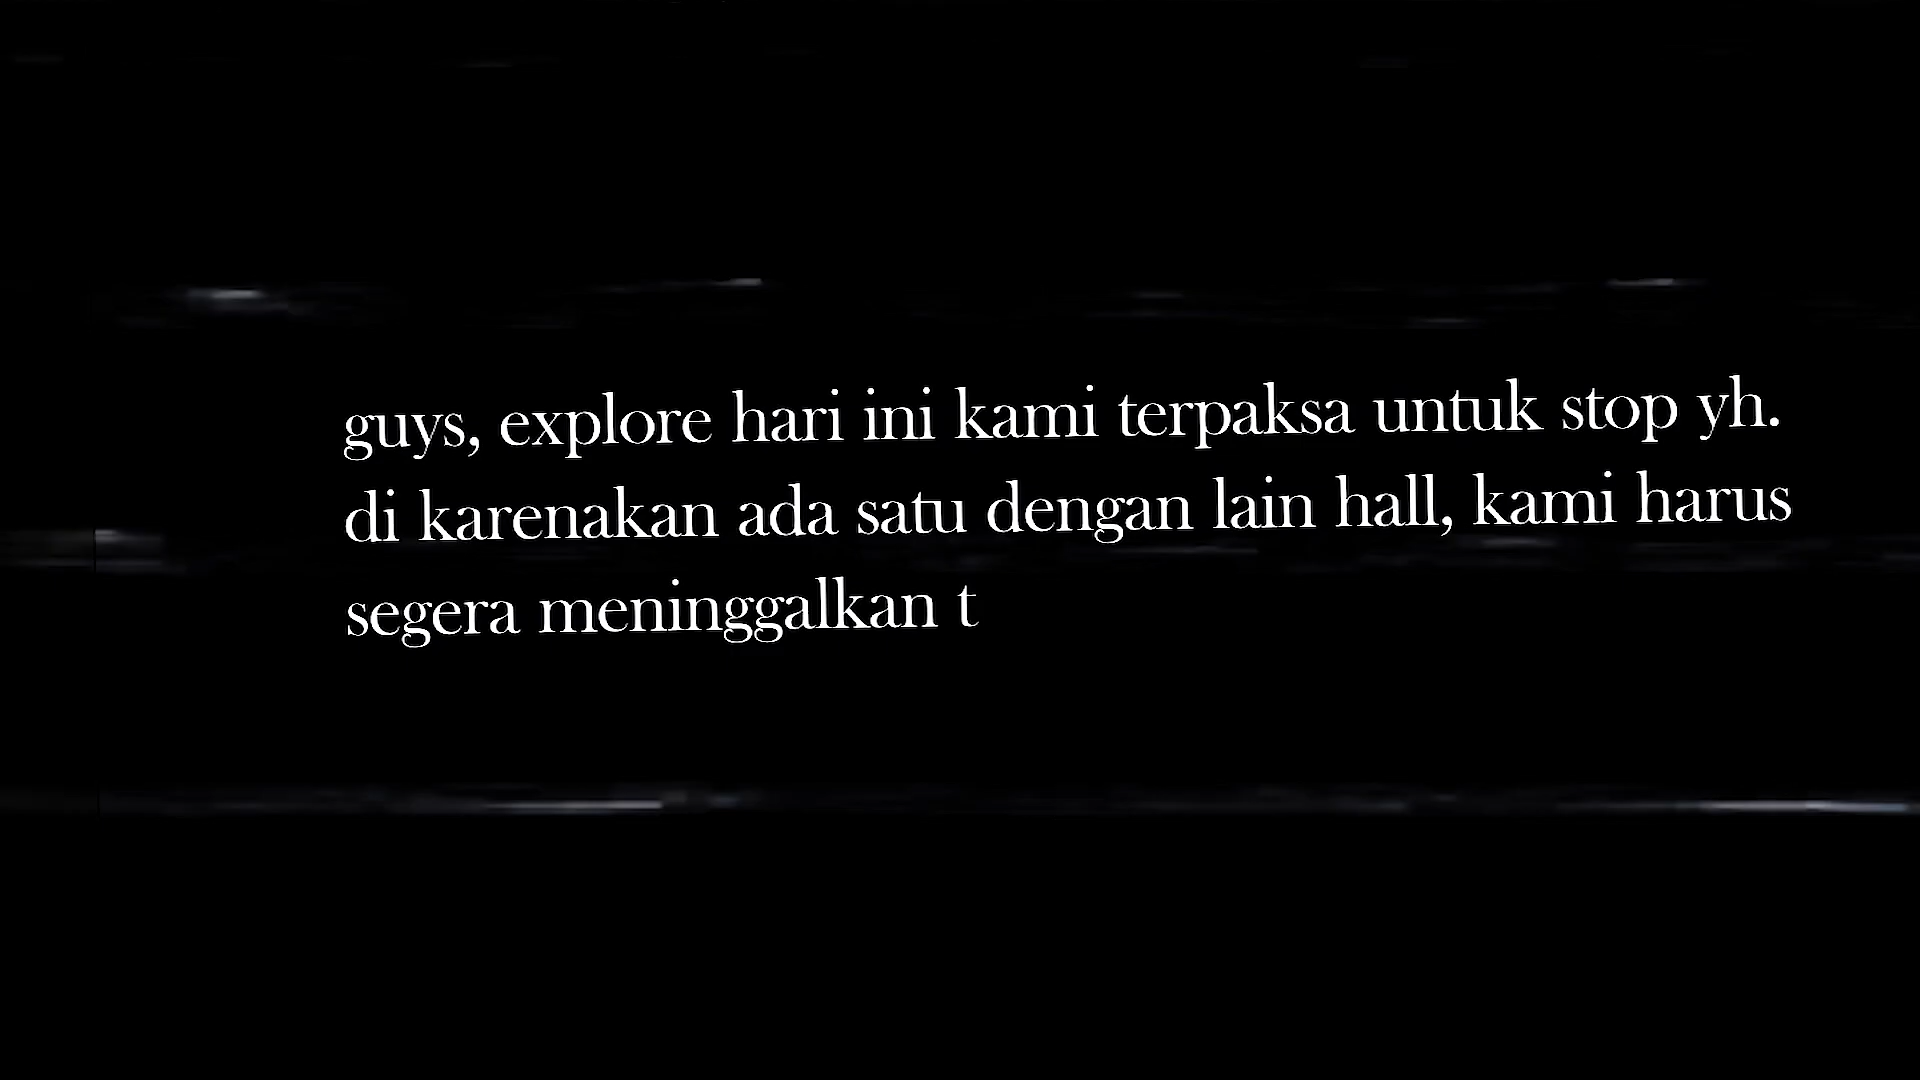 guys, explore hari ini kami terpaksa untuk stop yh.
di karenakan ada satu dengan lain hall, kami harus
segera meninggalkan t